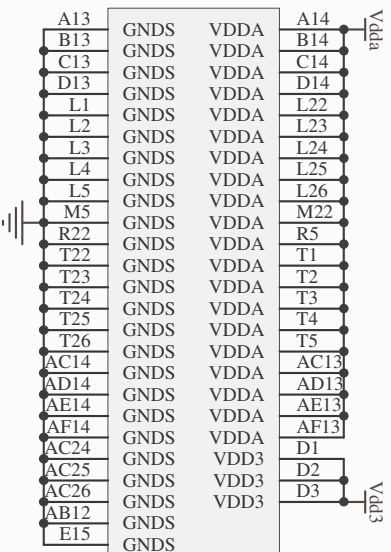 A13 GNDS VDDA A14 Vdda
B13 GNDS VDDA B14
C13 GNDS VDDA C14
D13 GNDS VDDA D14
L1 GNDS VDDA L22
L2 GNDS VDDA L23
L3 GNDS VDDA L24
L4 GNDS VDDA L25
L5 GNDS VDDA L26
M5 GNDS VDDA M22
R22 GNDS VDDA R5
T22 GNDS VDDA T1
T23 GNDS VDDA T2
T24 GNDS VDDA T3
T25 GNDS VDDA T4
T26 GNDS VDDA T5
AC14 GNDS VDDA AC13
AD14 GNDS VDDA AD13
AE14 GNDS VDDA AE13
AF14 GNDS VDDA AF13
AC24 GNDS VDD3 D1
AC25 GNDS VDD3 D2
AC26 GNDS VDD3 D3 Vdd3
AB12 GNDS
E15 GNDS